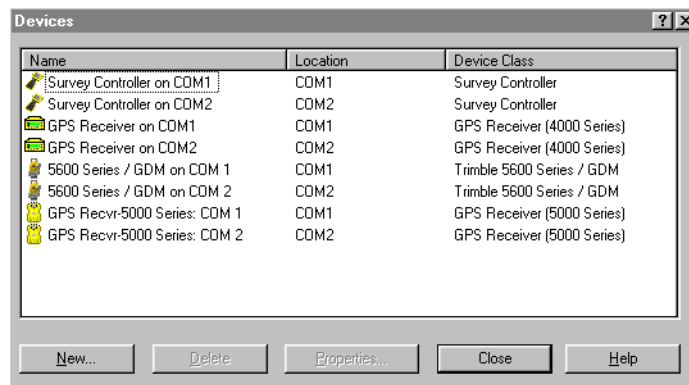 Devices
Name Location Device Class
Survey Controller on COM1 COM1 Survey Controller
Survey Controller on COM2 COM2 Survey Controller
GPS Receiver on COM1 COM1 GPS Receiver (4000 Series)
GPS Receiver on COM2 COM2 GPS Receiver (4000 Series)
5600 Series / GDM on COM 1 COM1 Trimble 5600 Series / GDM
5600 Series / GDM on COM 2 COM2 Trimble 5600 Series / GDM
GPS Recvr-5000 Series: COM 1 COM1 GPS Receiver (5000 Series)
GPS Recvr-5000 Series: COM 2 COM2 GPS Receiver (5000 Series)
New... Delete Properties... Close Help